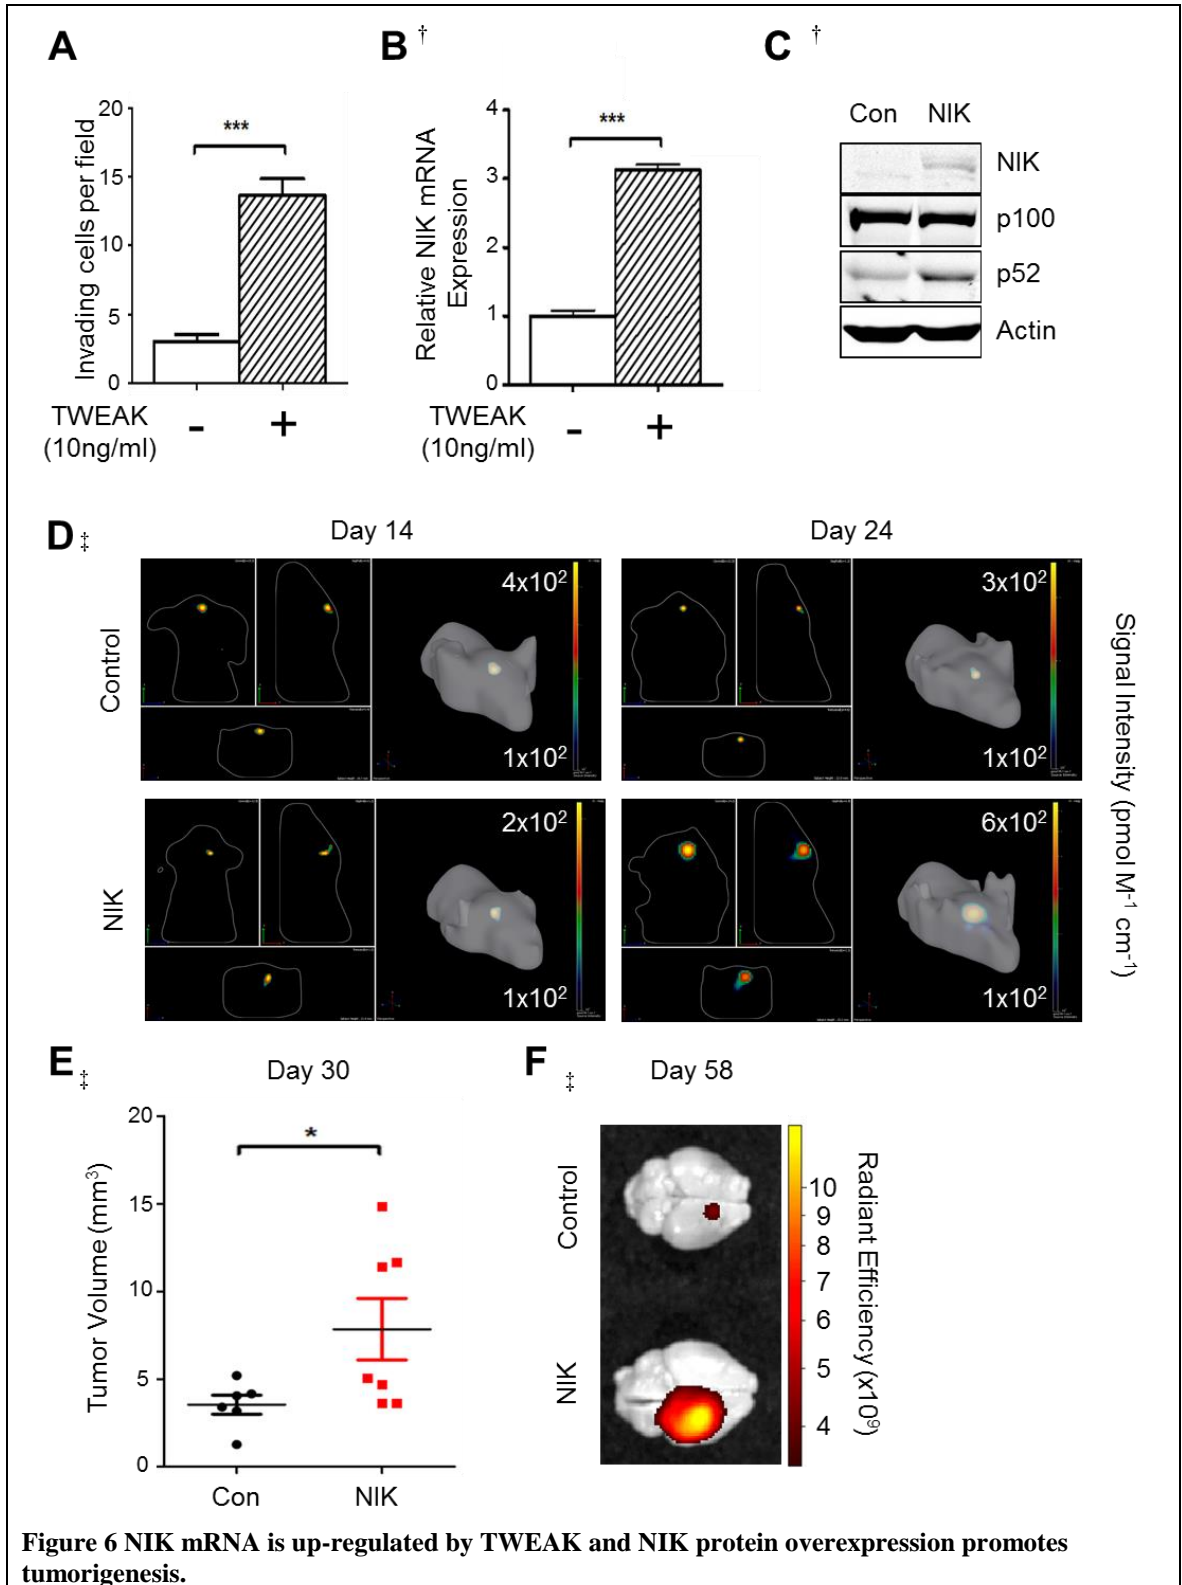 A
B †
C †
20
15
10
5
0
Invading cells per field
***
TWEAK
(10ng/ml)
-
+
4
3
2
1
0
Relative NIK mRNA
Expression
***
TWEAK
(10ng/ml)
-
+
Con NIK
NIK
p100
p52
Actin
D ‡
Day 14
Day 24
Control
4x10²
1x10²
3x10²
1x10²
NIK
2x10²
1x10²
6x10²
1x10²
Signal Intensity (pmol M⁻¹ cm⁻¹)
E ‡
Day 30
20
15
10
5
0
Tumor Volume (mm³)
*
Con
NIK
F ‡
Day 58
Control
NIK
10
9
8
7
6
5
4
Radiant Efficiency (x10⁹)
Figure 6 NIK mRNA is up-regulated by TWEAK and NIK protein overexpression promotes
tumorigenesis.